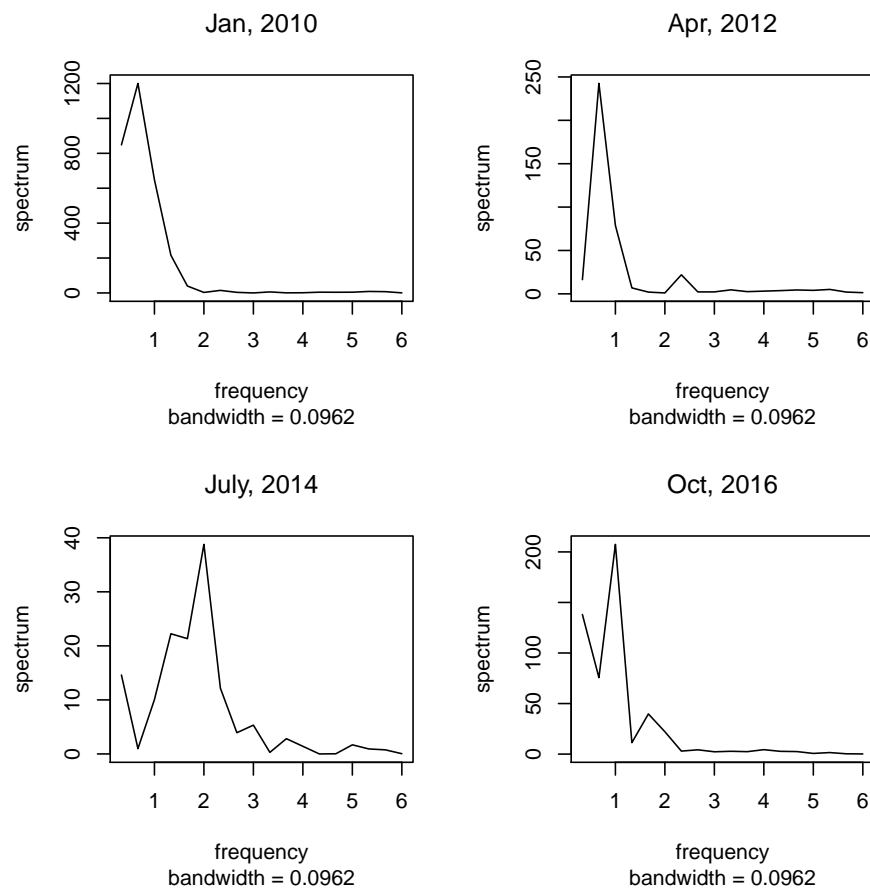 Jan, 2010
spectrum
0 400 800 1200
1 2 3 4 5 6
frequency
bandwidth = 0.0962
Apr, 2012
spectrum
0 50 150 250
1 2 3 4 5 6
frequency
bandwidth = 0.0962
July, 2014
spectrum
0 10 20 30 40
1 2 3 4 5 6
frequency
bandwidth = 0.0962
Oct, 2016
spectrum
0 50 100 200
1 2 3 4 5 6
frequency
bandwidth = 0.0962